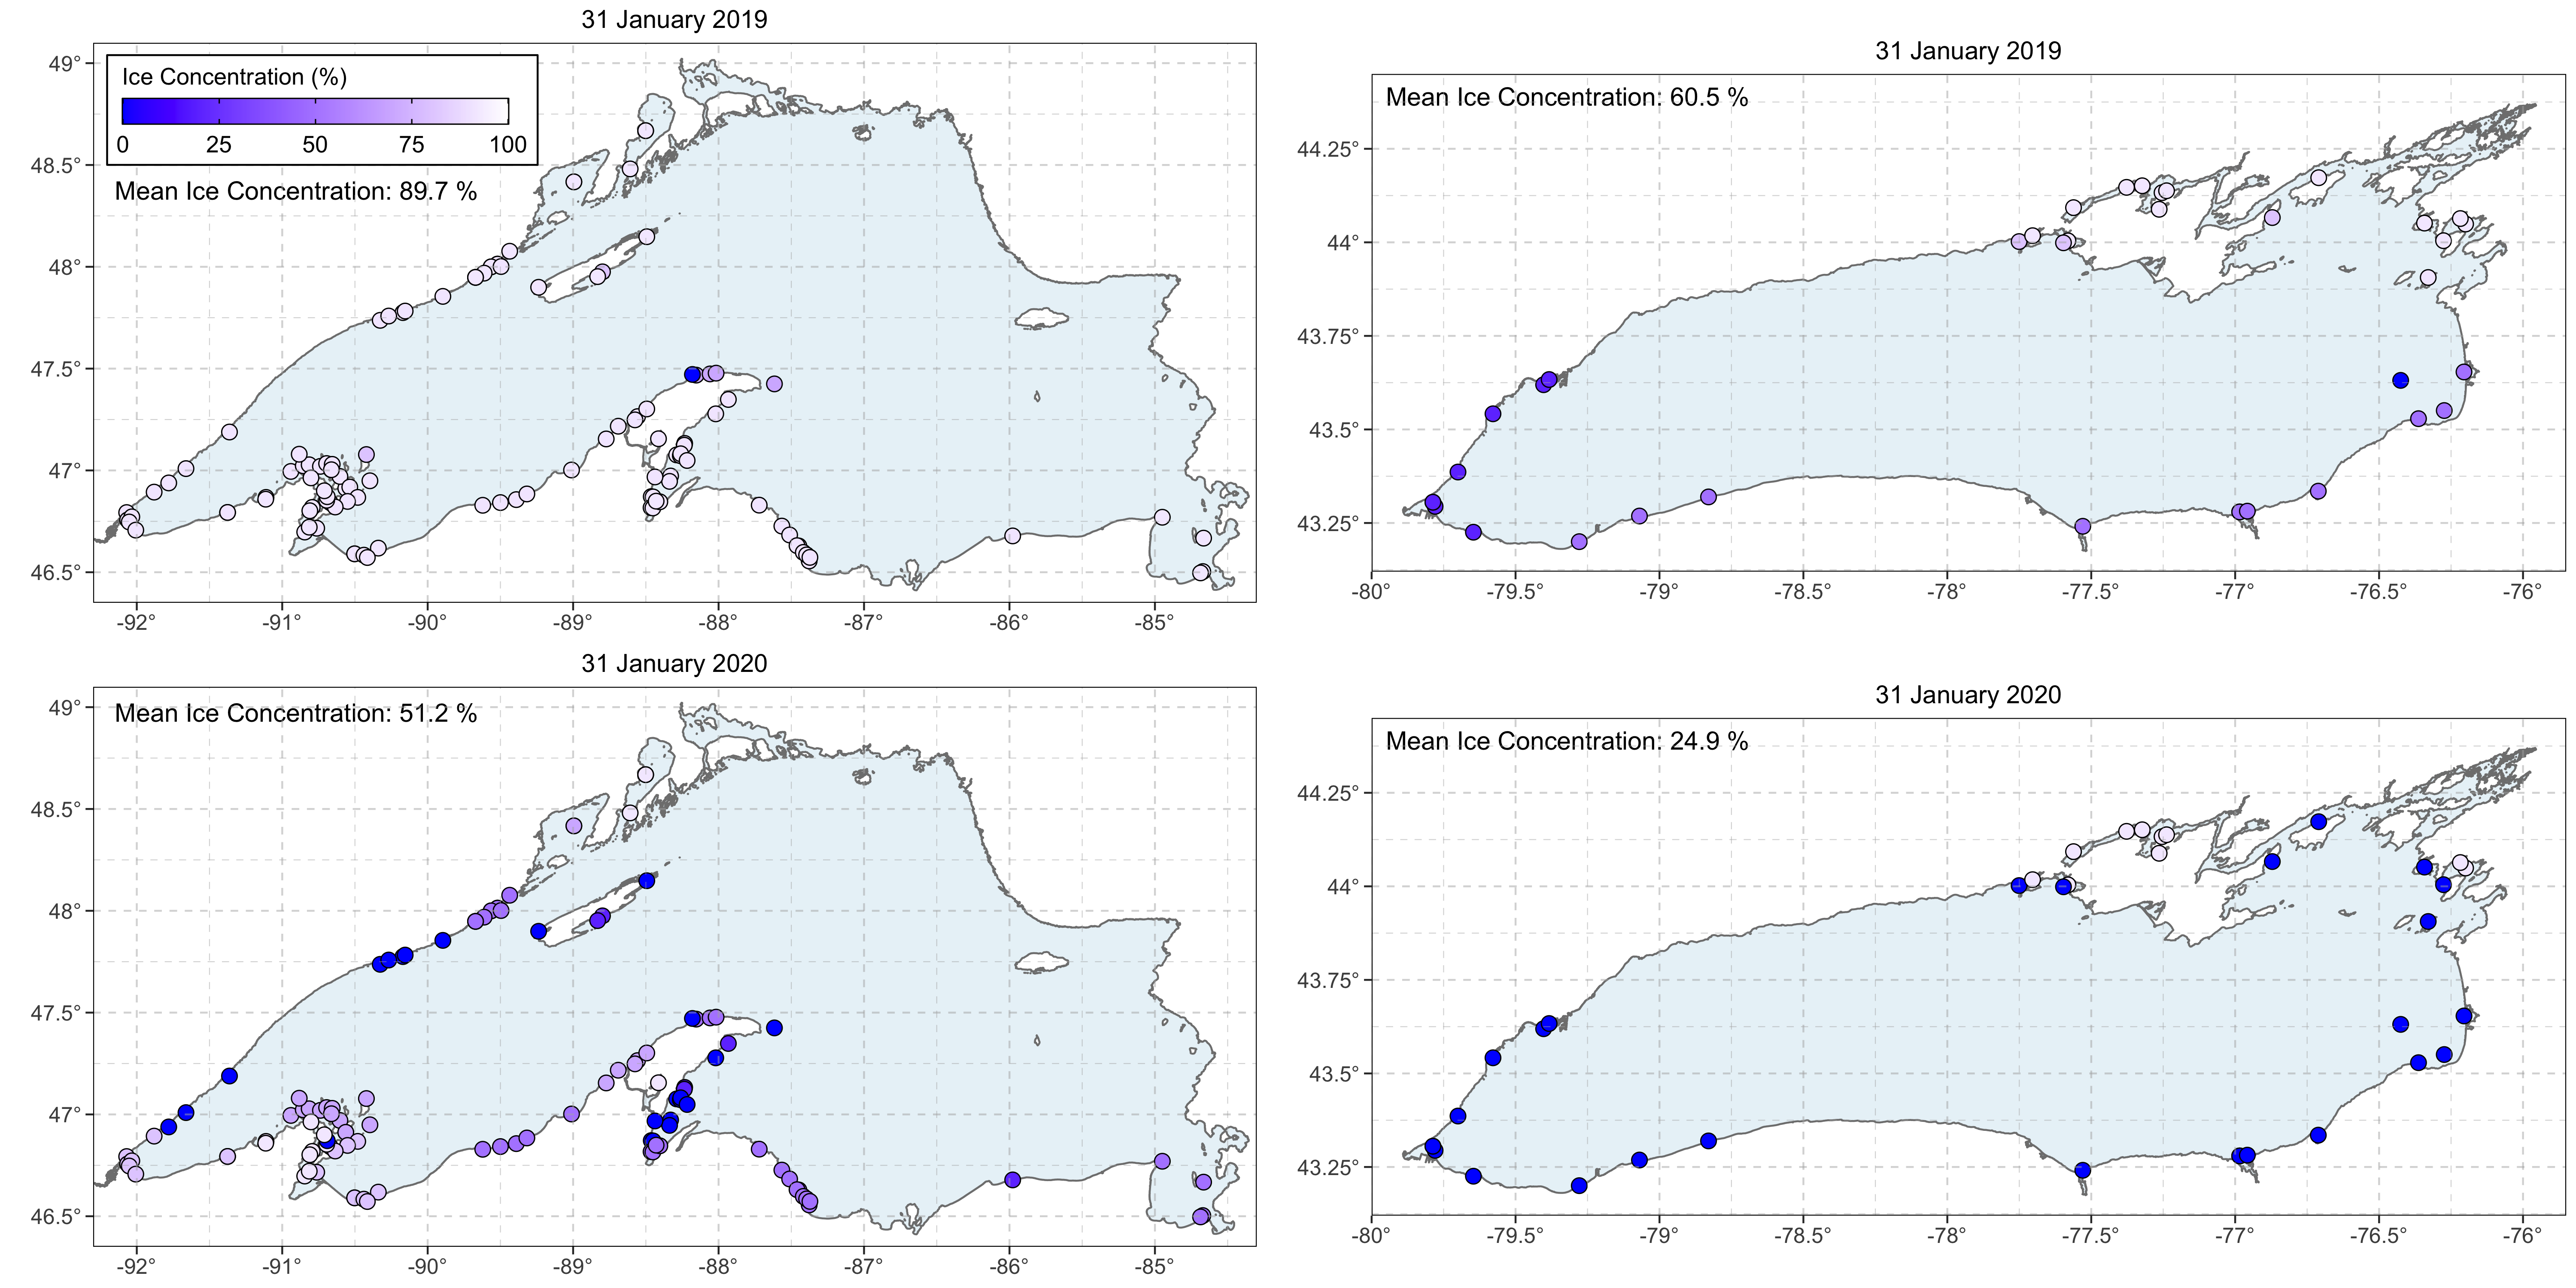 31 January 2019
Ice Concentration (%)
0 25 50 75 100
Mean Ice Concentration: 89.7 %
49°
48.5°
48°
47.5°
47°
46.5°
-92° -91° -90° -89° -88° -87° -86° -85°
31 January 2019
Mean Ice Concentration: 60.5 %
44.25°
44°
43.75°
43.5°
43.25°
-80° -79.5° -79° -78.5° -78° -77.5° -77° -76.5° -76°
31 January 2020
Mean Ice Concentration: 51.2 %
49°
48.5°
48°
47.5°
47°
46.5°
-92° -91° -90° -89° -88° -87° -86° -85°
31 January 2020
Mean Ice Concentration: 24.9 %
44.25°
44°
43.75°
43.5°
43.25°
-80° -79.5° -79° -78.5° -78° -77.5° -77° -76.5° -76°